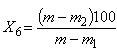 X₆ = (m − m₂)100 / (m − m₁)